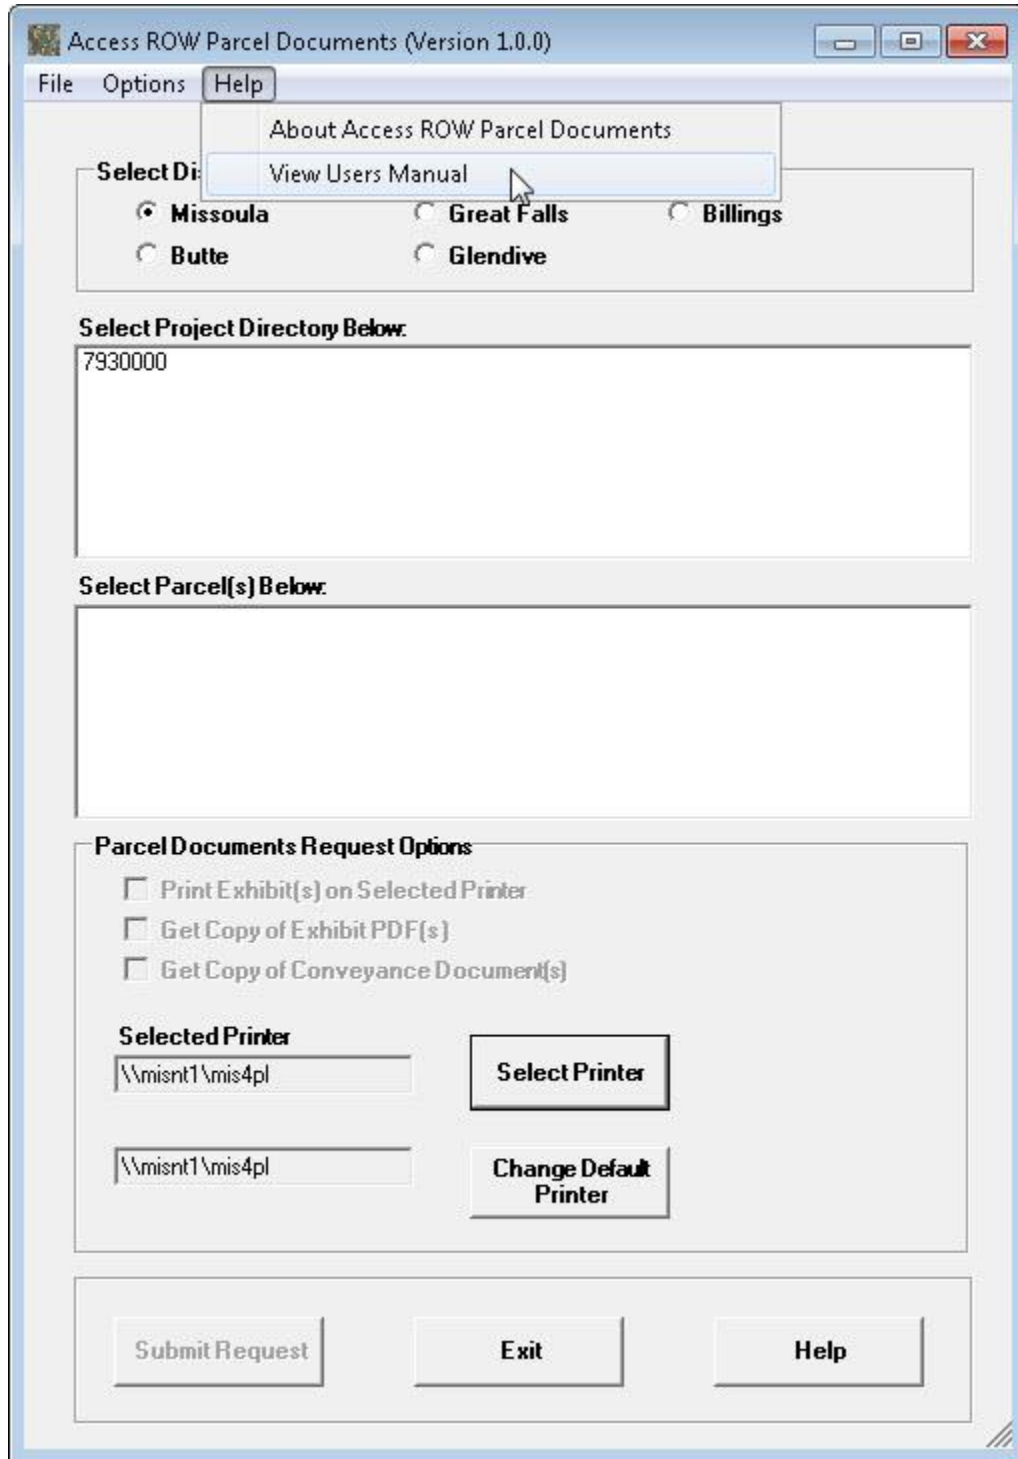 Access ROW Parcel Documents (Version 1.0.0)
File Options Help
About Access ROW Parcel Documents
View Users Manual
Select Di
Missoula Great Falls Billings
Butte Glendive
Select Project Directory Below:
7930000
Select Parcel(s) Below:
Parcel Documents Request Options
Print Exhibit(s) on Selected Printer
Get Copy of Exhibit PDF(s)
Get Copy of Conveyance Document(s)
Selected Printer
\\misnt1\mis4pl
Select Printer
\\misnt1\mis4pl
Change Default
Printer
Submit Request Exit Help